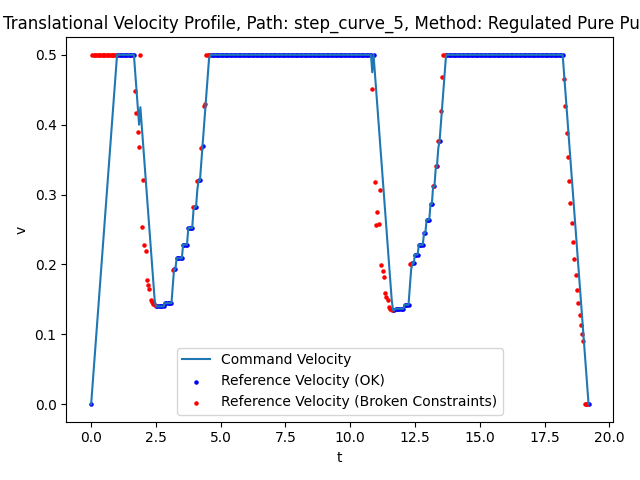 Translational Velocity Profile, Path: step_curve_5, Method: Regulated Pure Pu
0.5
0.4
0.3
0.2
0.1
0.0
v
Command Velocity
Reference Velocity (OK)
Reference Velocity (Broken Constraints)
0.0 2.5 5.0 7.5 10.0 12.5 15.0 17.5 20.0
t